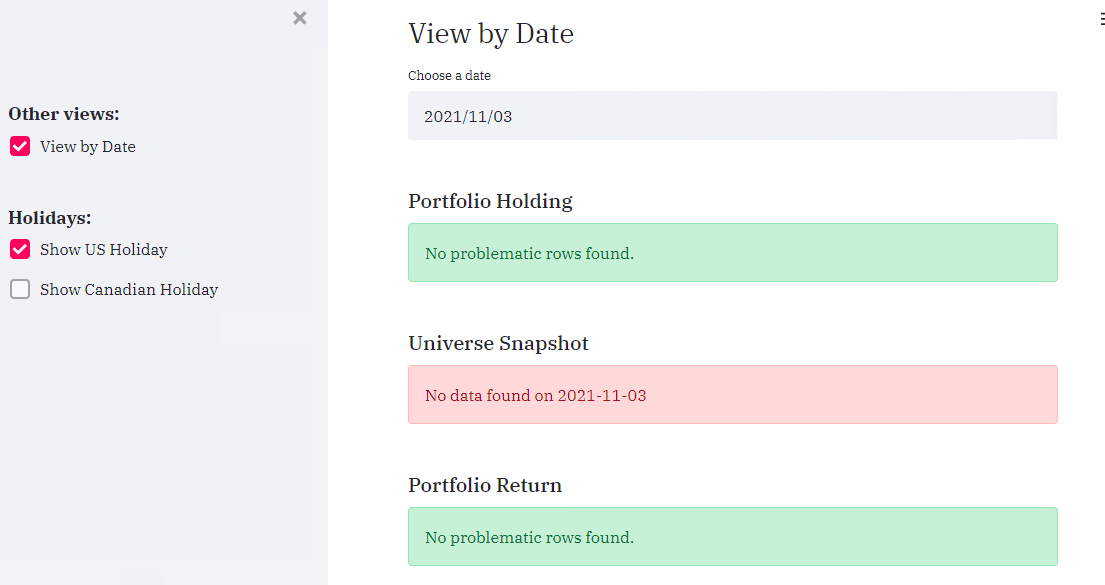 Other views:
View by Date
Holidays:
Show US Holiday
Show Canadian Holiday
View by Date
Choose a date
2021/11/03
Portfolio Holding
No problematic rows found.
Universe Snapshot
No data found on 2021-11-03
Portfolio Return
No problematic rows found.